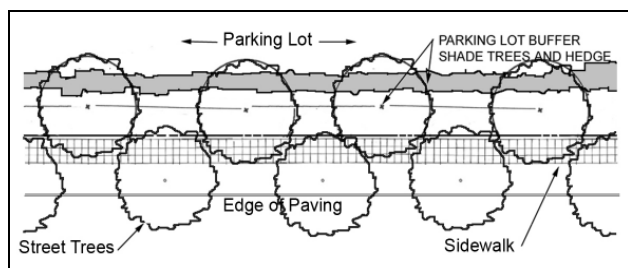 Parking Lot
PARKING LOT BUFFER
SHADE TREES AND HEDGE
Edge of Paving
Street Trees
Sidewalk